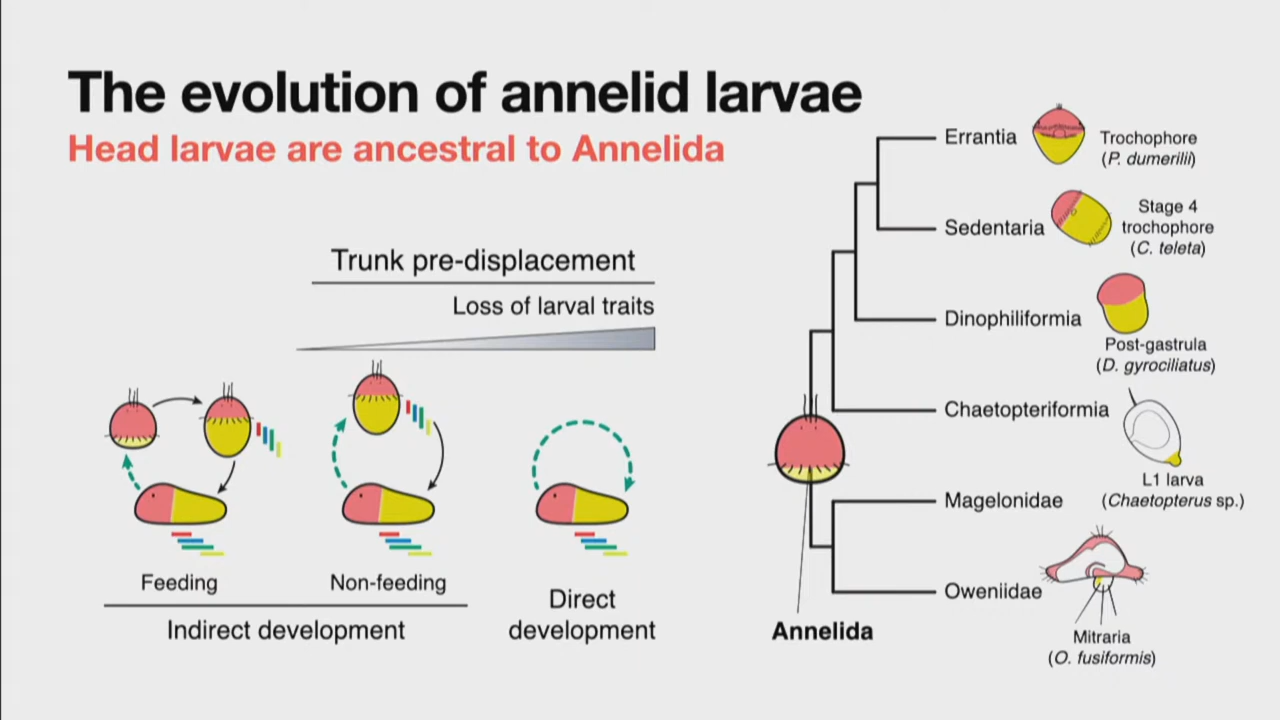 The evolution of annelid larvae
Head larvae are ancestral to Annelida
Trunk pre-displacement
Loss of larval traits
Feeding
Non-feeding
Indirect development
Direct
development
Errantia
Trochophore
(P. dumerilii)
Sedentaria
Stage 4
trochophore
(C. teleta)
Dinophiliformia
Post-gastrula
(D. gyrociliatus)
Chaetopteriformia
L1 larva
(Chaetopterus sp.)
Magelonidae
Oweniidae
Mitraria
(O. fusiformis)
Annelida